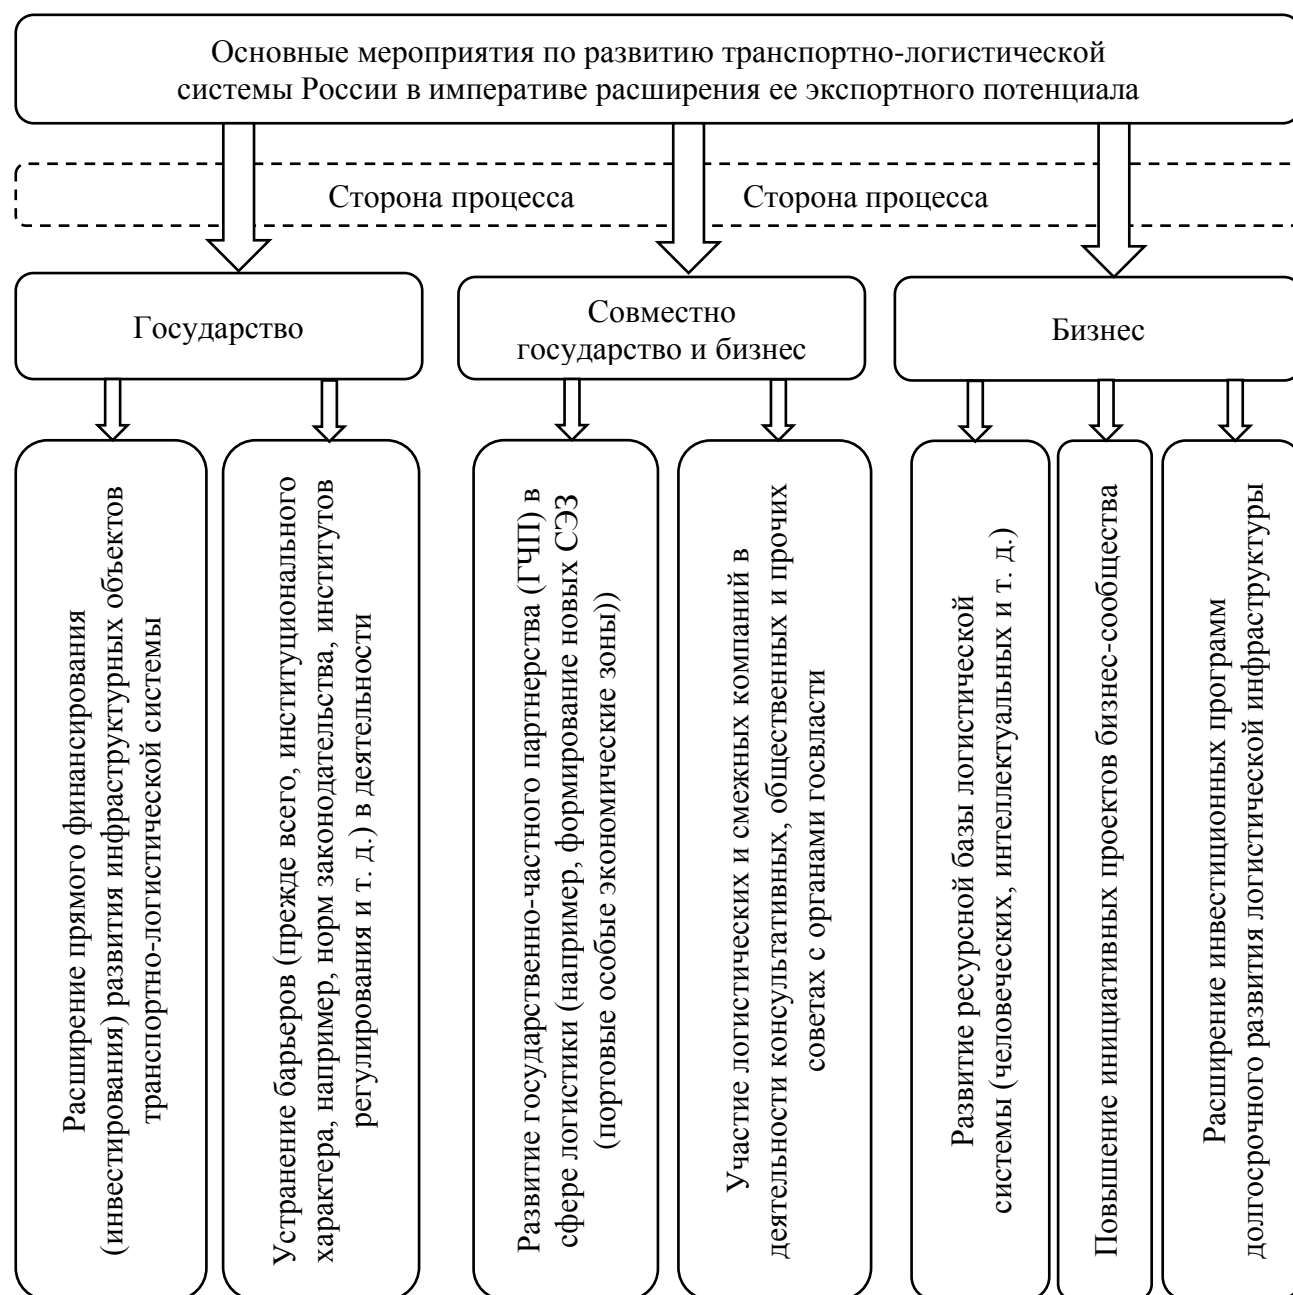 Основные мероприятия по развитию транспортно-логистической
системы России в императиве расширения ее экспортного потенциала
Сторона процесса
Сторона процесса
Государство
Совместно
государство и бизнес
Бизнес
Расширение прямого финансирования
(инвестирования) развития инфраструктурных объектов
транспортно-логистической системы
Устранение барьеров (прежде всего, институционального
характера, например, норм законодательства, институтов
регулирования и т. д.) в деятельности
Развитие государственно-частного партнерства (ГЧП) в
сфере логистики (например, формирование новых СЭЗ
(портовые особые экономические зоны))
Участие логистических и смежных компаний в
деятельности консультативных, общественных и прочих
советах с органами госвласти
Развитие ресурсной базы логистической
системы (человеческих, интеллектуальных и т. д.)
Повышение инициативных проектов бизнес-сообщества
Расширение инвестиционных программ
долгосрочного развития логистической инфраструктуры